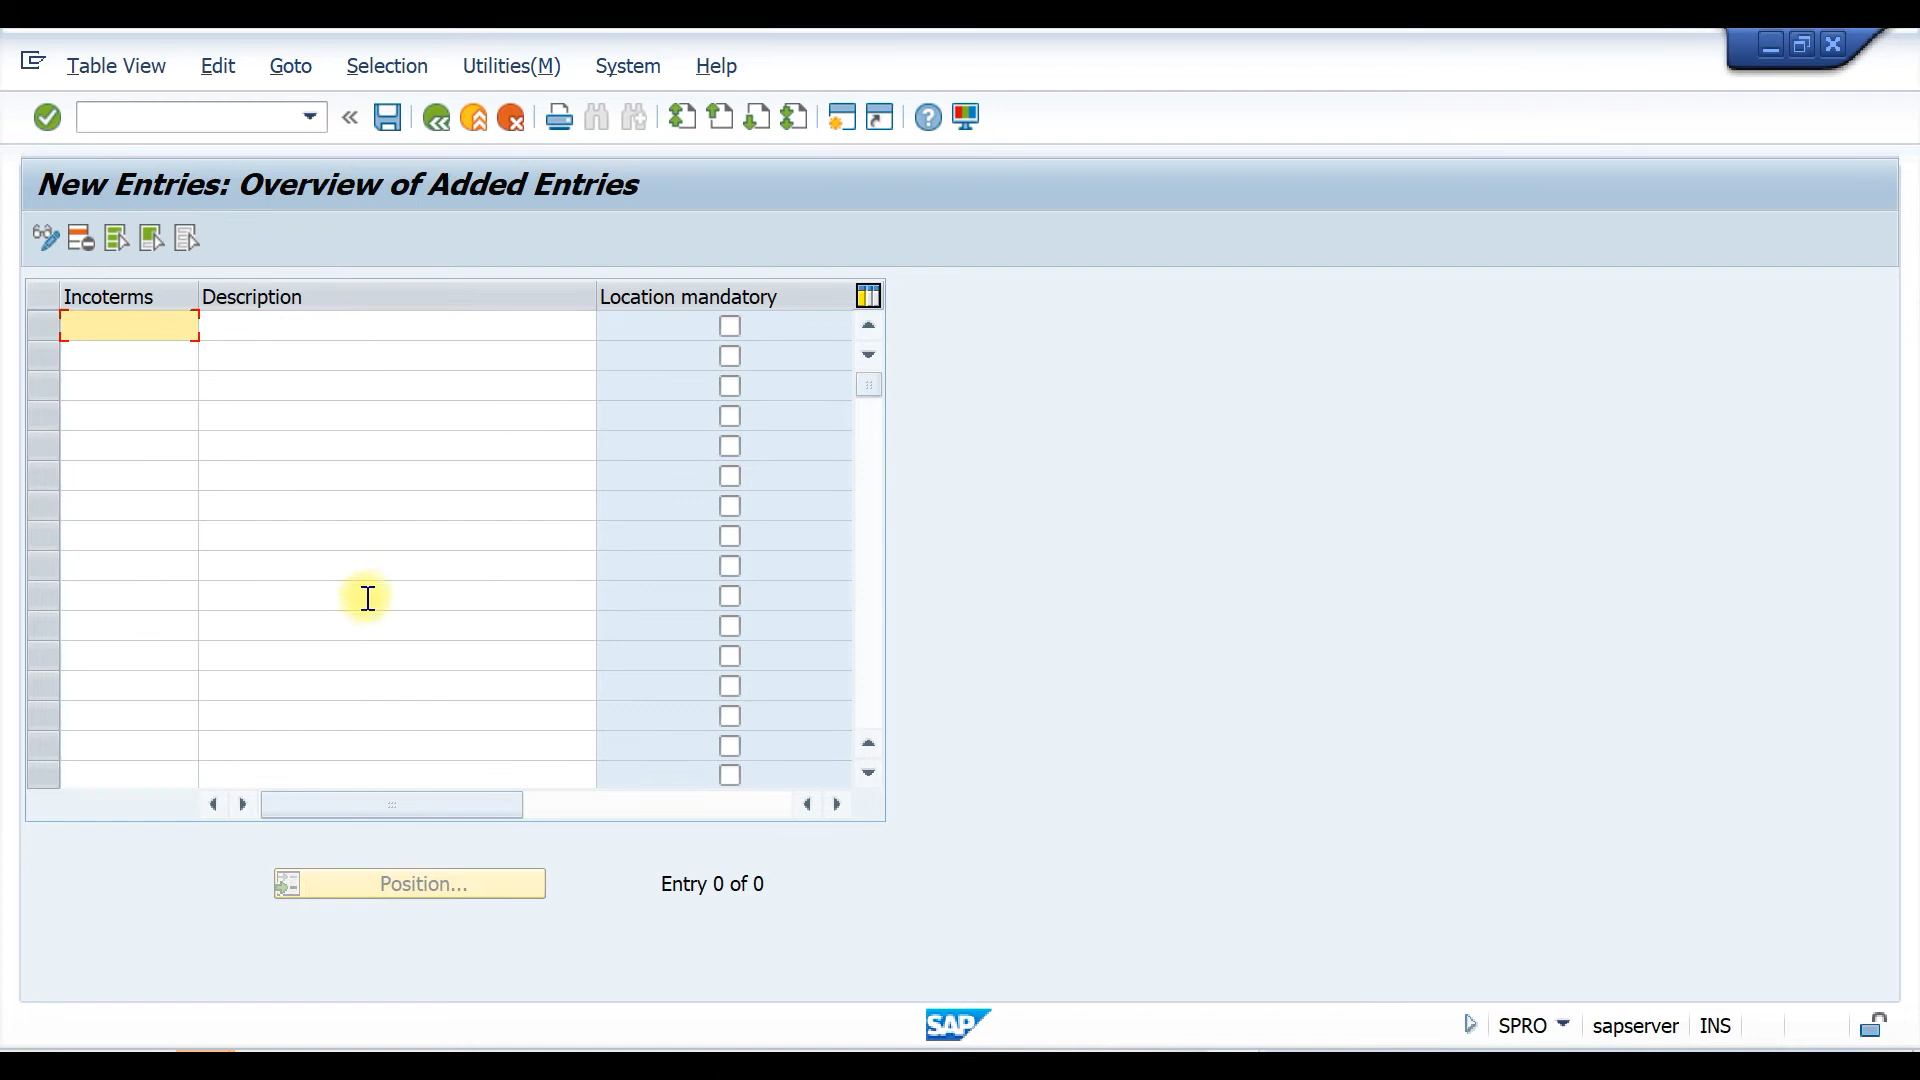 Table View Edit Goto Selection Utilities(M) System Help
New Entries: Overview of Added Entries
Incoterms Description Location mandatory
Position... Entry 0 of 0
SAP SPRO sapserver INS